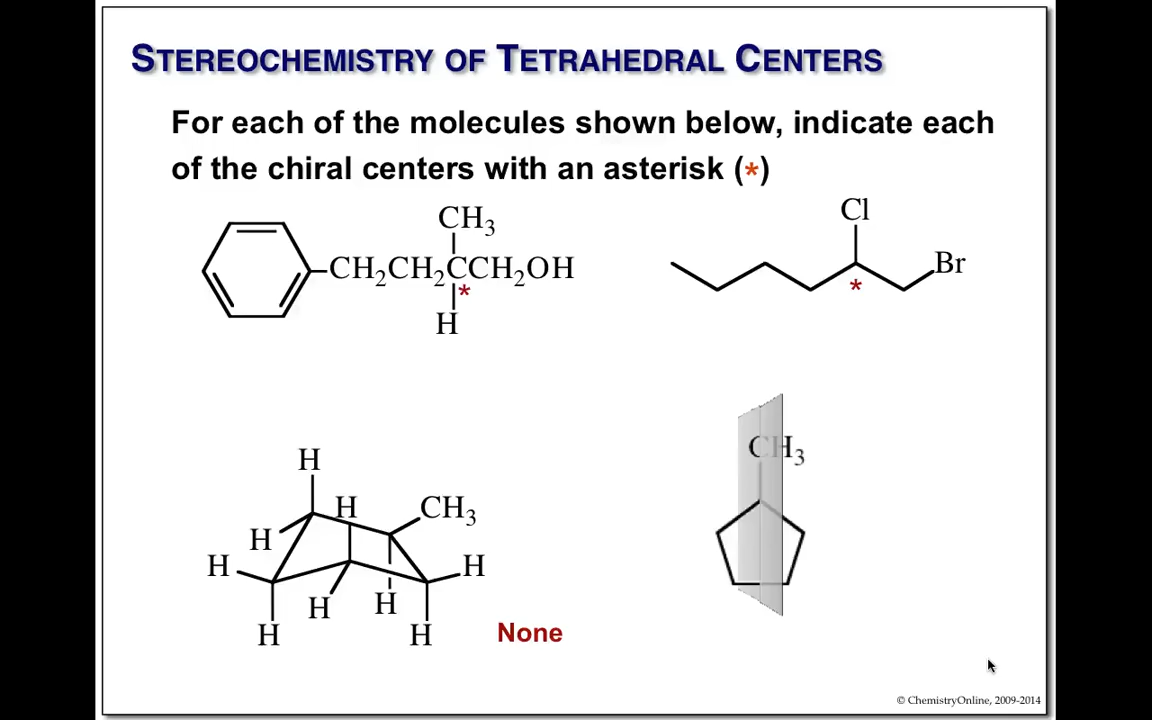 STEREOCHEMISTRY OF TETRAHEDRAL CENTERS
For each of the molecules shown below, indicate each
of the chiral centers with an asterisk (*)
CH3
CH2CH2CCH2OH
*
H
Cl
Br
*
H
H
CH3
H
H
H
H
H
H
H
None
CH3
© ChemistryOnline, 2009-2014